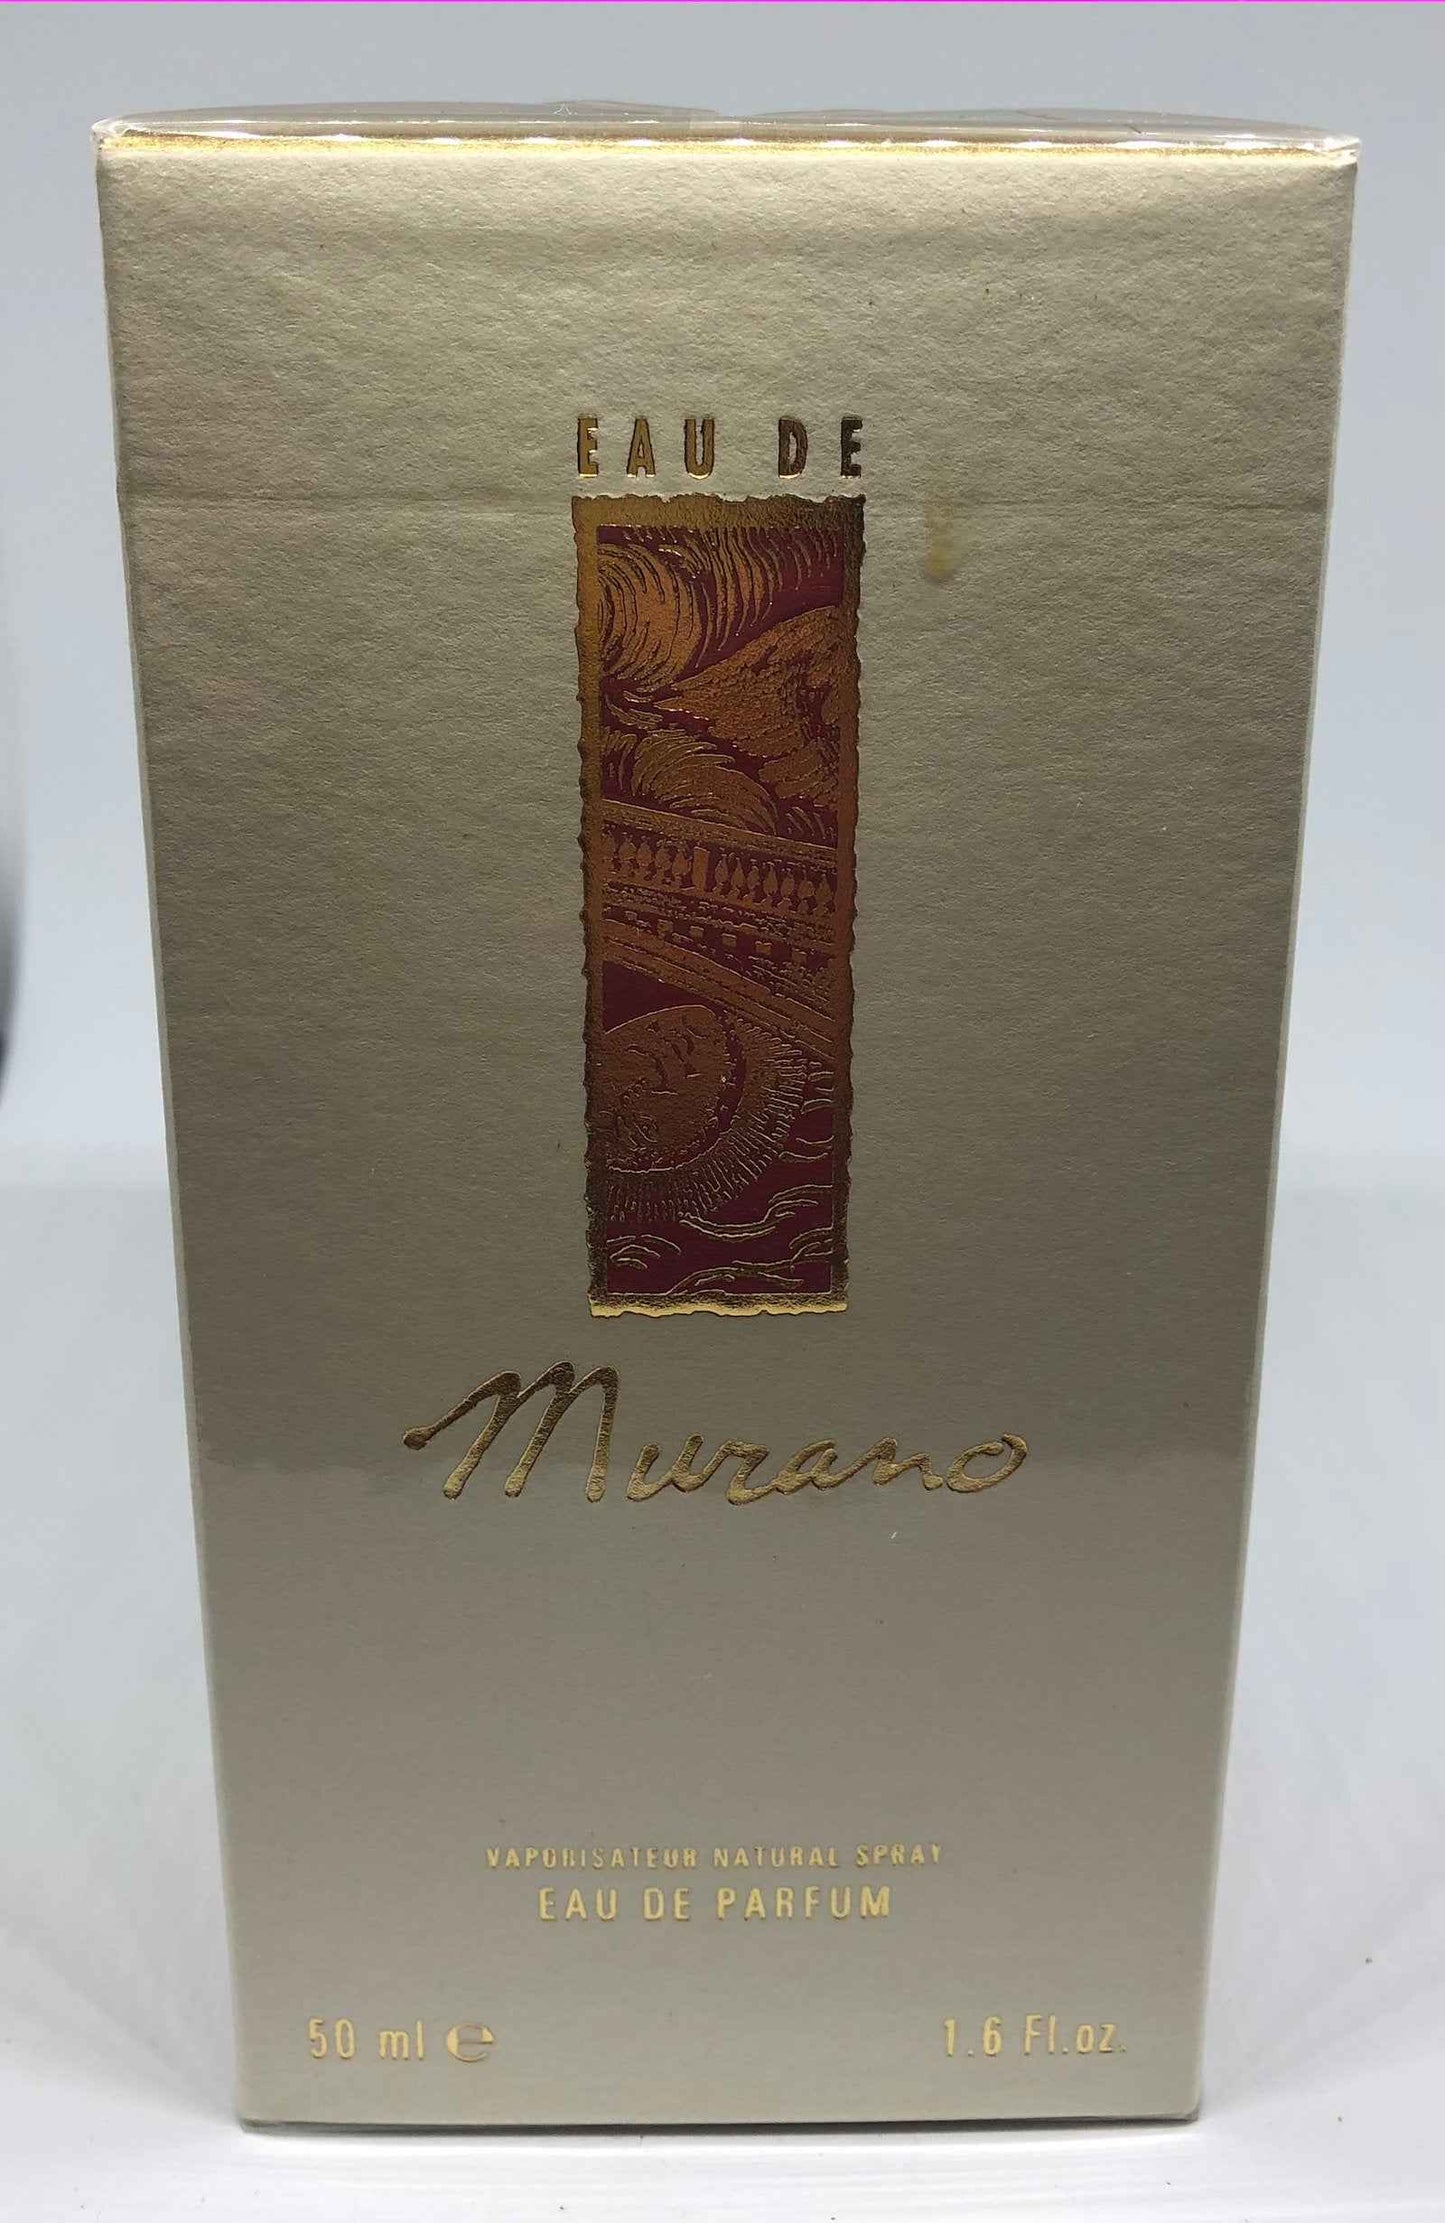 EAU DE
Murano
VAPORISATEUR NATURAL SPRAY
EAU DE PARFUM
50 ml ℮
1.6 Fl.oz.